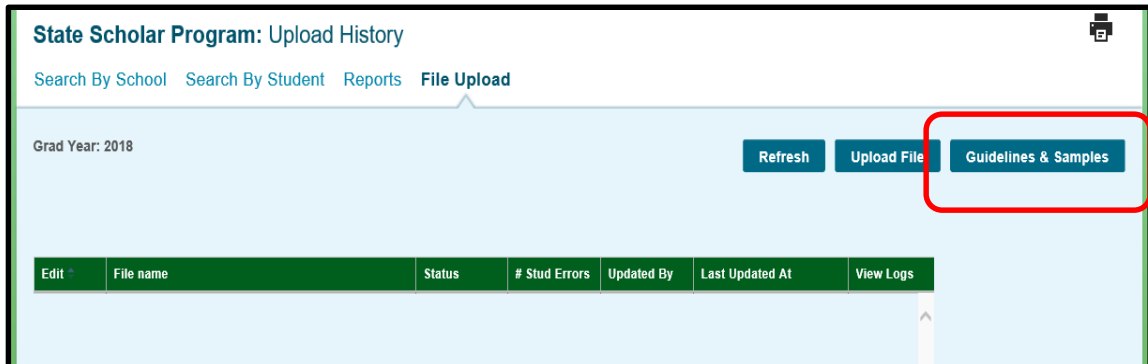 State Scholar Program: Upload History
Search By School Search By Student Reports File Upload
Grad Year: 2018
Refresh Upload File Guidelines & Samples
Edit File name Status # Stud Errors Updated By Last Updated At View Logs